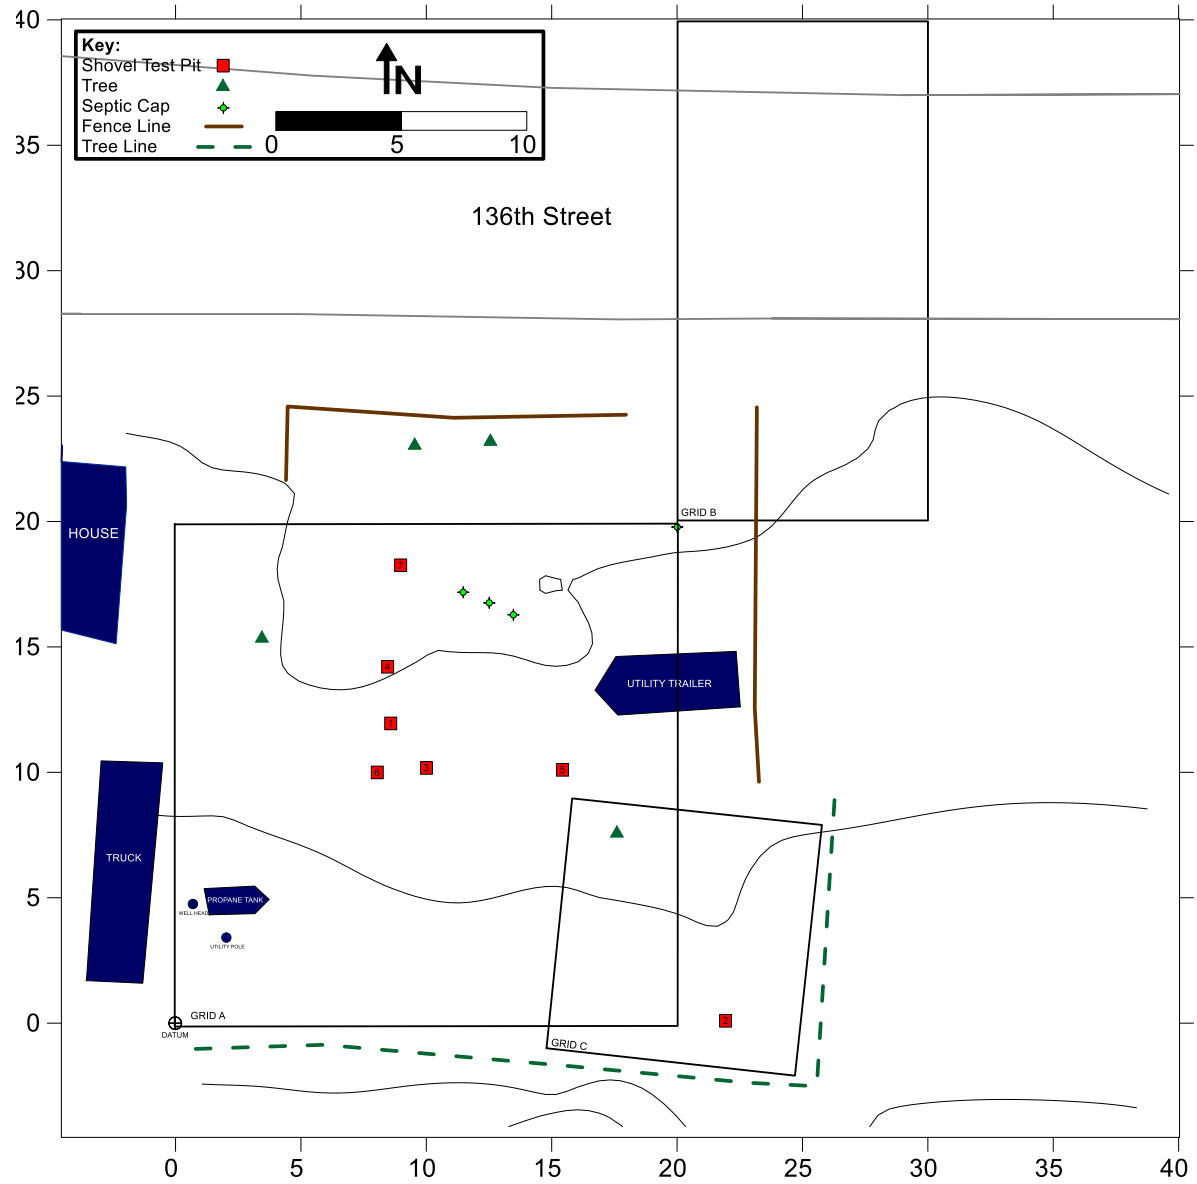 40
35
30
25
20
15
10
5
0
Key:
Shovel Test Pit
Tree
Septic Cap
Fence Line
Tree Line
N
0 5 10
136th Street
HOUSE
GRID B
7
4
UTILITY TRAILER
1
6
3
5
TRUCK
PROPANE TANK
WELL HEAD
UTILITY POLE
GRID A
DATUM
2
GRID C
0 5 10 15 20 25 30 35 40